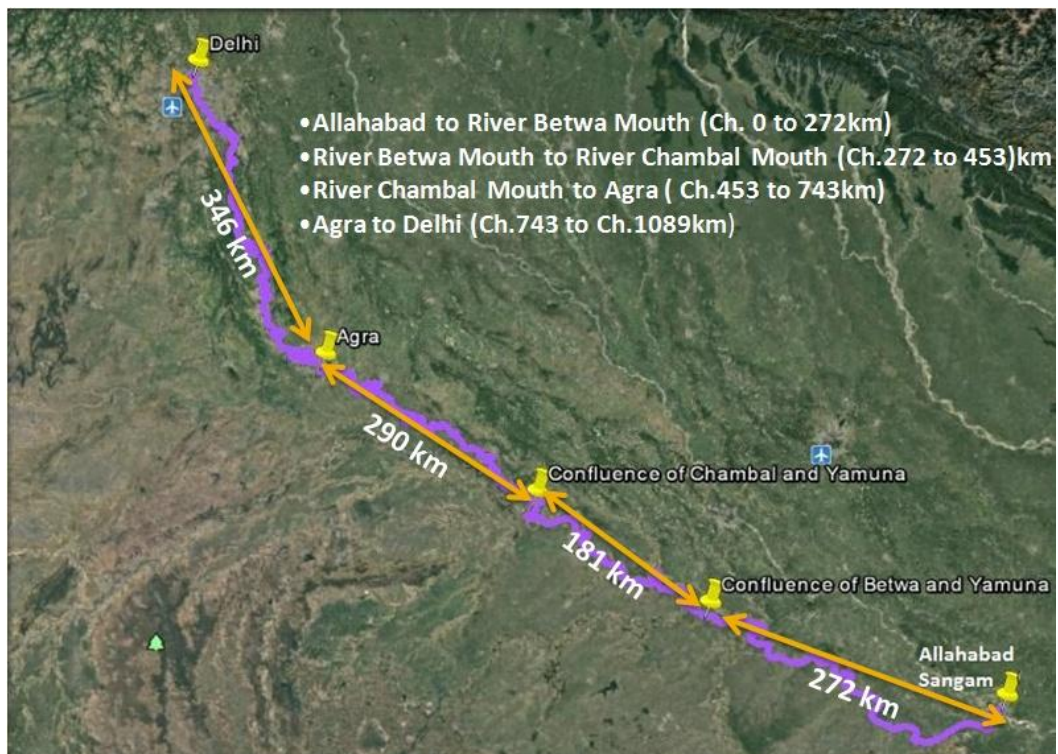 Delhi
•Allahabad to River Betwa Mouth (Ch. 0 to 272km)
•River Betwa Mouth to River Chambal Mouth (Ch.272 to 453)km
•River Chambal Mouth to Agra ( Ch.453 to 743km)
•Agra to Delhi (Ch.743 to Ch.1089km)
346 km
Agra
290 km
Confluence of Chambal and Yamuna
181 km
Confluence of Betwa and Yamuna
Allahabad
Sangam
272 km